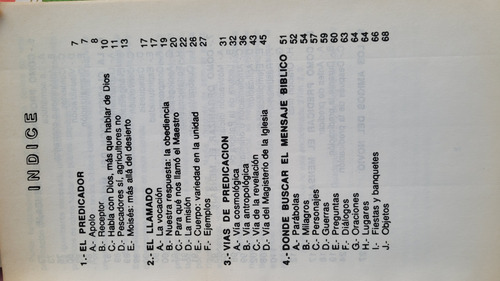 INDICE
1.- EL PREDICADOR 7
A.- Apolo 7
B.- Receptor 8
C.- Habla con Dios, más que hablar de Dios 10
D.- Pescadores sí, agricultores no 11
E.- Moisés: más allá del desierto 13
2.- EL LLAMADO 17
A.- La vocación 17
B.- Nuestra respuesta: la obediencia 19
C.- Para qué nos llamó el Maestro 20
D.- La misión 22
E.- Cuerpo: variedad en la unidad 26
F.- Ejemplos 27
3.- VIAS DE PREDICACION 31
A.- Vía cosmológica 32
B.- Vía antropológica 36
C.- Vía de la revelación 43
D.- Vía del Magisterio de la Iglesia 45
4.- DONDE BUSCAR EL MENSAJE BIBLICO 51
A.- Parábolas 52
B.- Milagros 54
C.- Personajes 57
D.- Guerras 59
E.- Preguntas 60
F.- Diálogos 63
G.- Oraciones 64
H.- Lugares 64
I.- Fiestas y banquetes 66
J.- Objetos 68